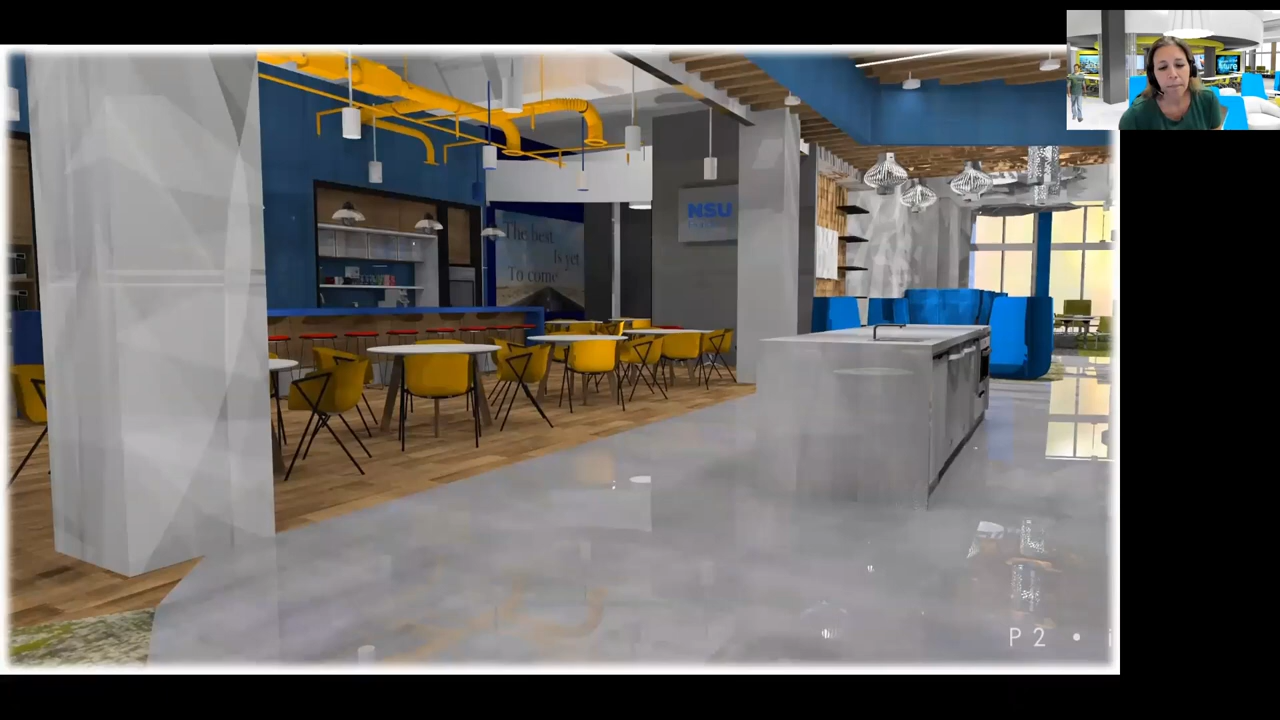 NSU
The best
is yet
To come
P2 •